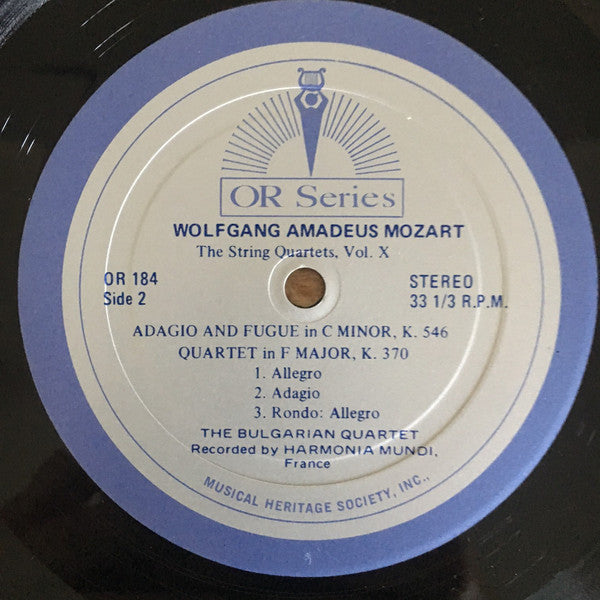 OR Series
WOLFGANG AMADEUS MOZART
The String Quartets, Vol. X
OR 184
Side 2
STEREO
33 1/3 R.P.M.
ADAGIO AND FUGUE in C MINOR, K. 546
QUARTET in F MAJOR, K. 370
1. Allegro
2. Adagio
3. Rondo: Allegro
THE BULGARIAN QUARTET
Recorded by HARMONIA MUNDI,
France
MUSICAL HERITAGE SOCIETY, INC.,